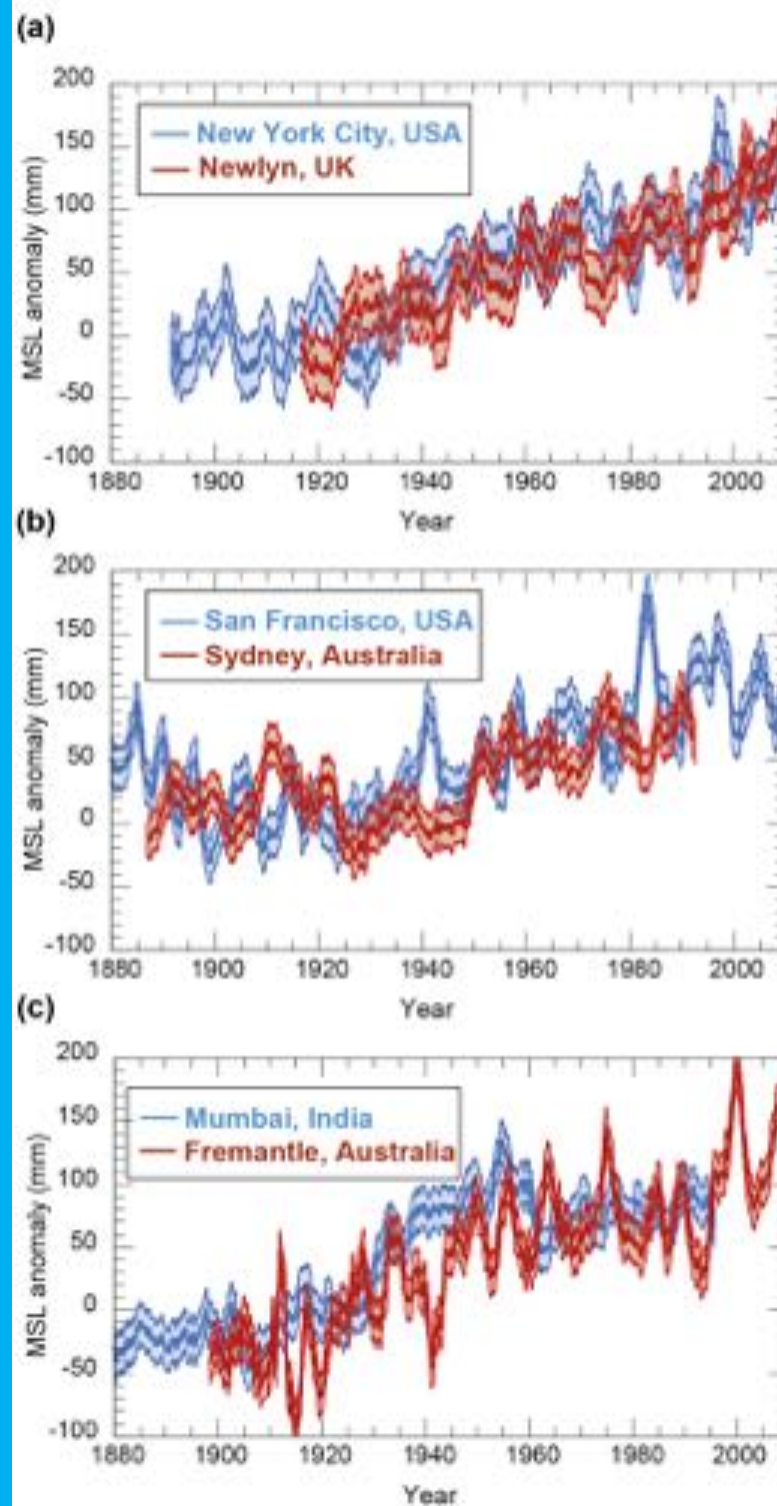 (a)
200
150
100
50
0
-50
-100
MSL anomaly (mm)
New York City, USA
Newlyn, UK
1880 1900 1920 1940 1960 1980 2000
Year
(b)
200
150
100
50
0
-50
-100
MSL anomaly (mm)
San Francisco, USA
Sydney, Australia
1880 1900 1920 1940 1960 1980 2000
Year
(c)
200
150
100
50
0
-50
-100
MSL anomaly (mm)
Mumbai, India
Fremantle, Australia
1880 1900 1920 1940 1960 1980 2000
Year